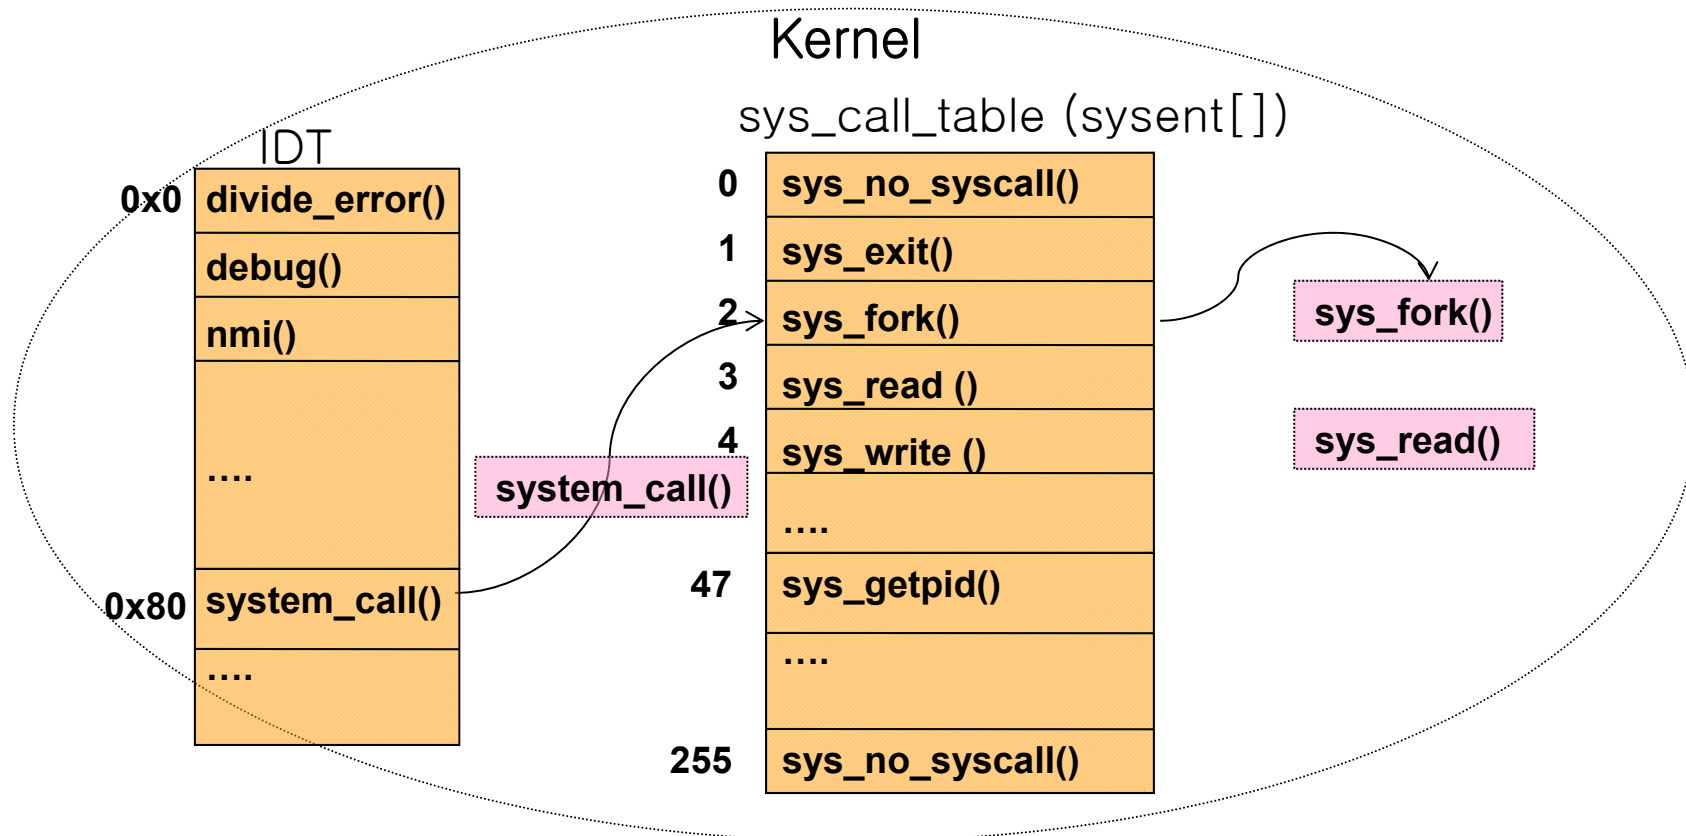 Kernel
sys_call_table (sysent[])
IDT
0x0 divide_error()
debug()
nmi()
....
0x80 system_call()
....
system_call()
0 sys_no_syscall()
1 sys_exit()
2 sys_fork()
3 sys_read ()
4 sys_write ()
....
47 sys_getpid()
....
255 sys_no_syscall()
sys_fork()
sys_read()